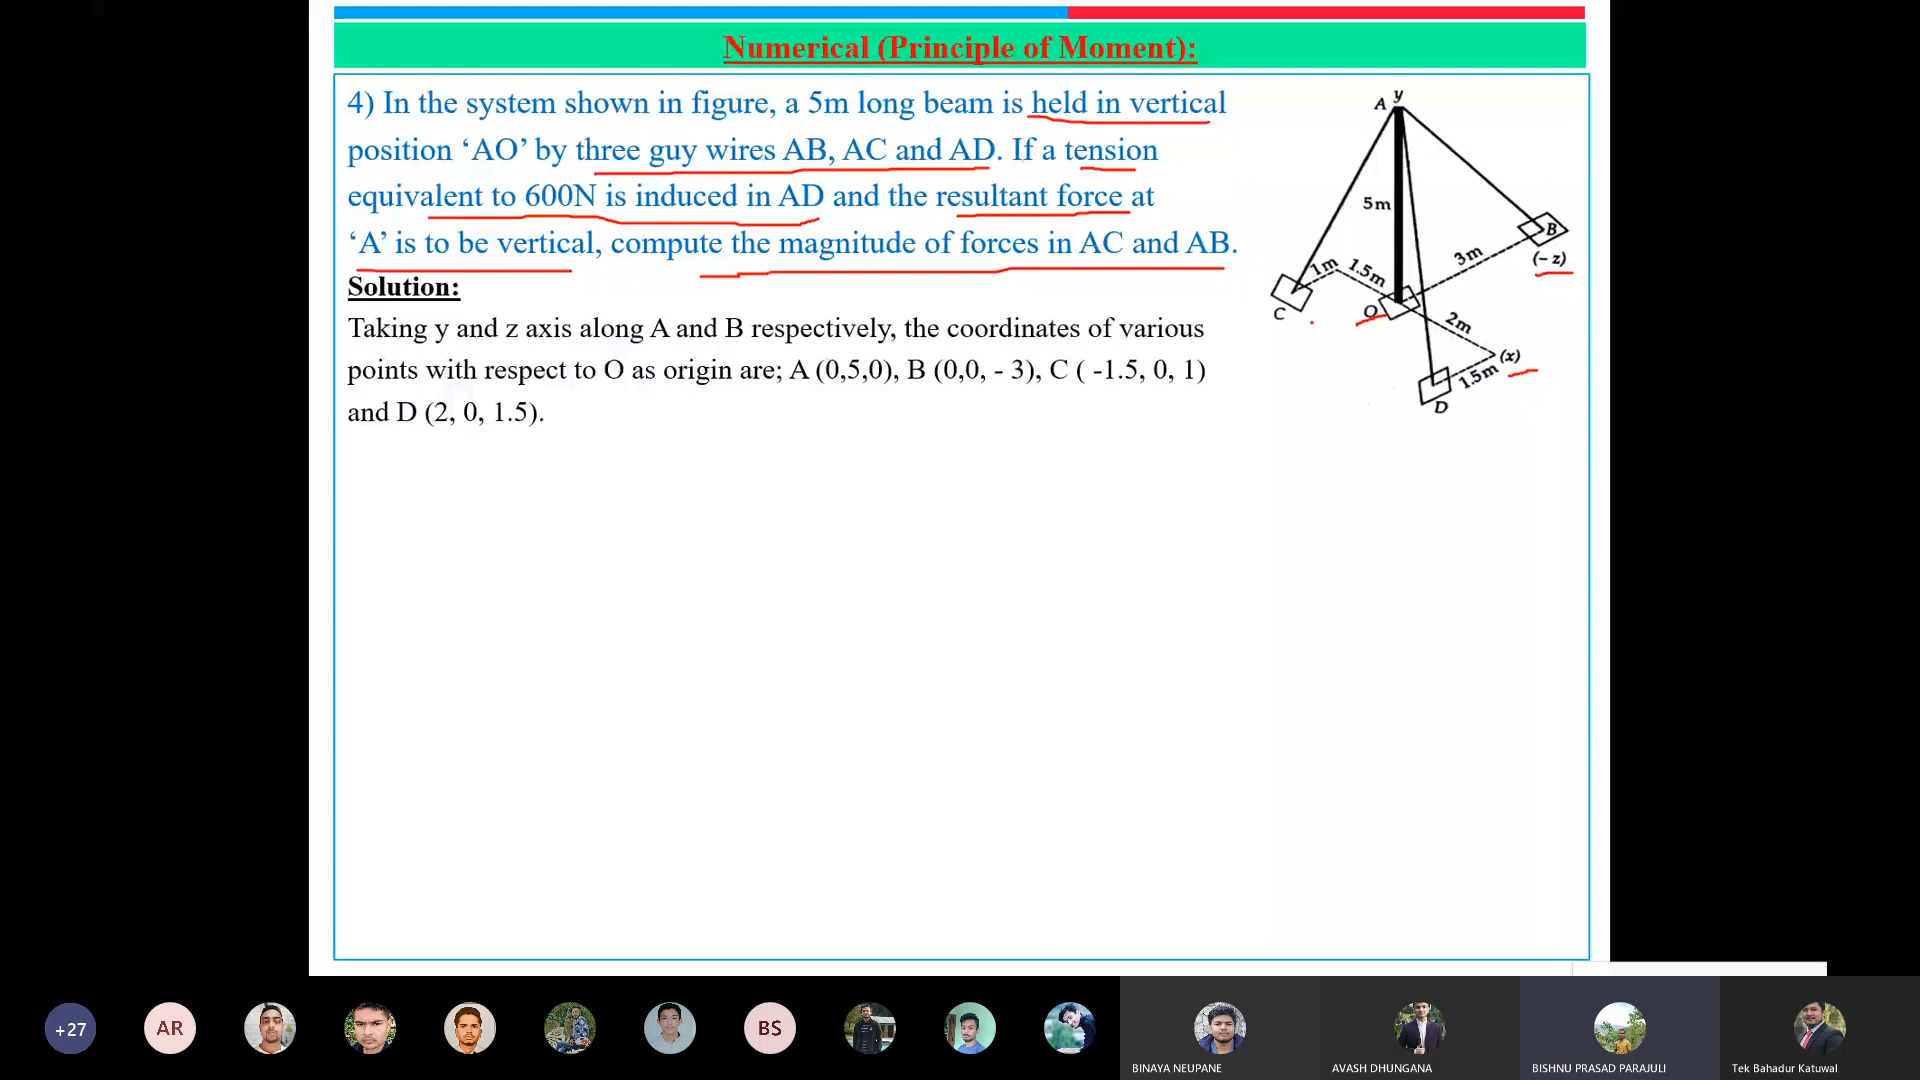 Numerical (Principle of Moment):
4) In the system shown in figure, a 5m long beam is held in vertical
position ‘AO’ by three guy wires AB, AC and AD. If a tension
equivalent to 600N is induced in AD and the resultant force at
‘A’ is to be vertical, compute the magnitude of forces in AC and AB.
Solution:
Taking y and z axis along A and B respectively, the coordinates of various
points with respect to O as origin are; A (0,5,0), B (0,0, - 3), C ( -1.5, 0, 1)
and D (2, 0, 1.5).
A y
5m
B
(- z)
3m
1m 1.5m
C
O
2m
(x)
1.5m
D
+27
AR
BS
BINAYA NEUPANE
AVASH DHUNGANA
BISHNU PRASAD PARAJULI
Tek Bahadur Katuwal